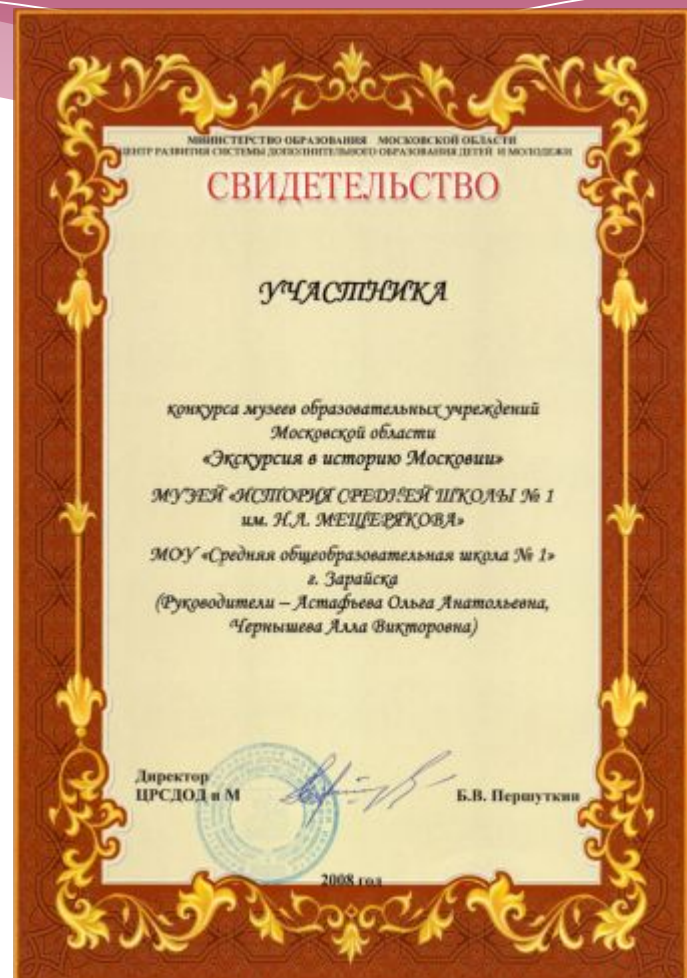 МИНИСТЕРСТВО ОБРАЗОВАНИЯ МОСКОВСКОЙ ОБЛАСТИ
ЦЕНТР РАЗВИТИЯ СИСТЕМЫ ДОПОЛНИТЕЛЬНОГО ОБРАЗОВАНИЯ ДЕТЕЙ И МОЛОДЕЖИ
СВИДЕТЕЛЬСТВО
УЧАСТНИКА
конкурса музеев образовательных учреждений
Московской области
«Экскурсия в историю Московии»
МУЗЕЙ «ИСТОРИЯ СРЕДНЕЙ ШКОЛЫ № 1
им. Н.А. МЕЩЕРЯКОВА»
МОУ «Средняя общеобразовательная школа № 1»
г. Зарайска
(Руководители – Астафьева Ольга Анатольевна,
Чернышева Алла Викторовна)
Директор
ЦРСДОД и М
Б.В. Першуткин
2008 год